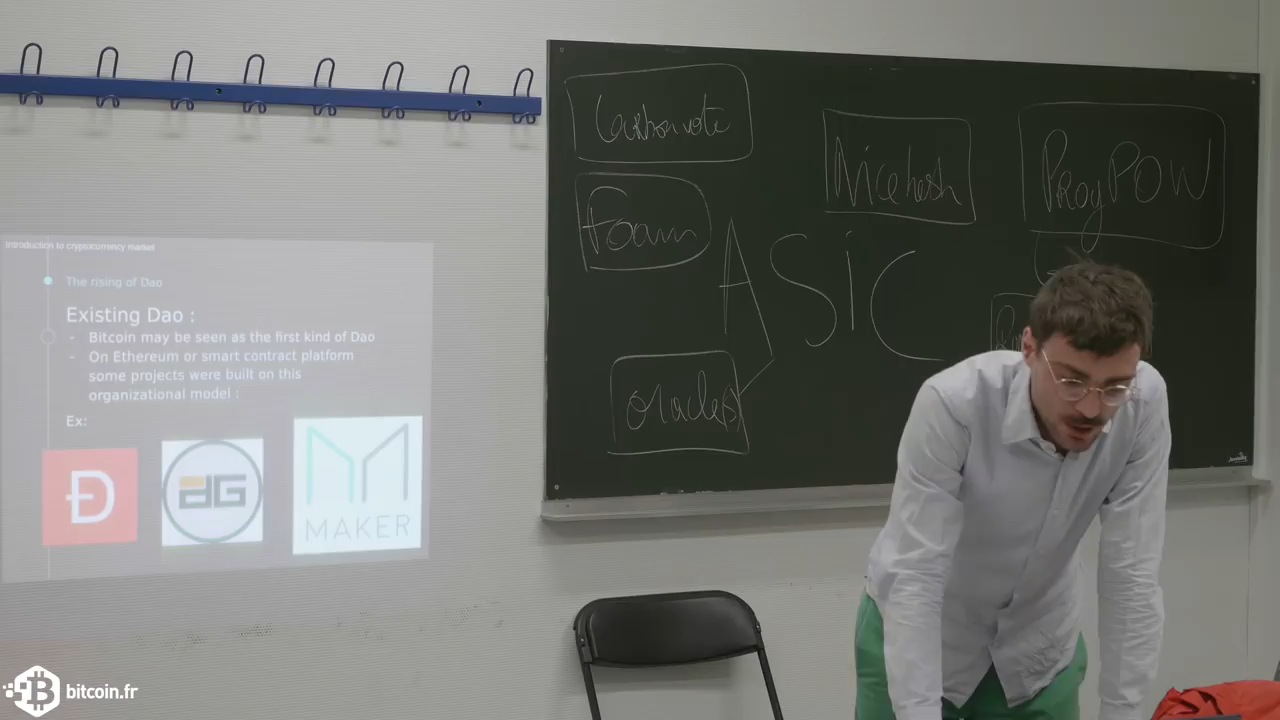 Introduction to cryptocurrency market
The rising of Dao
Existing Dao :
- Bitcoin may be seen as the first kind of Dao
- On Ethereum or smart contract platform
some projects were built on this
organizational model :
Ex:
Đ
DG
MAKER
Carbonvote
Foam
Nicehash
ProgPOW
ASIC
oracle(s)
bitcoin.fr